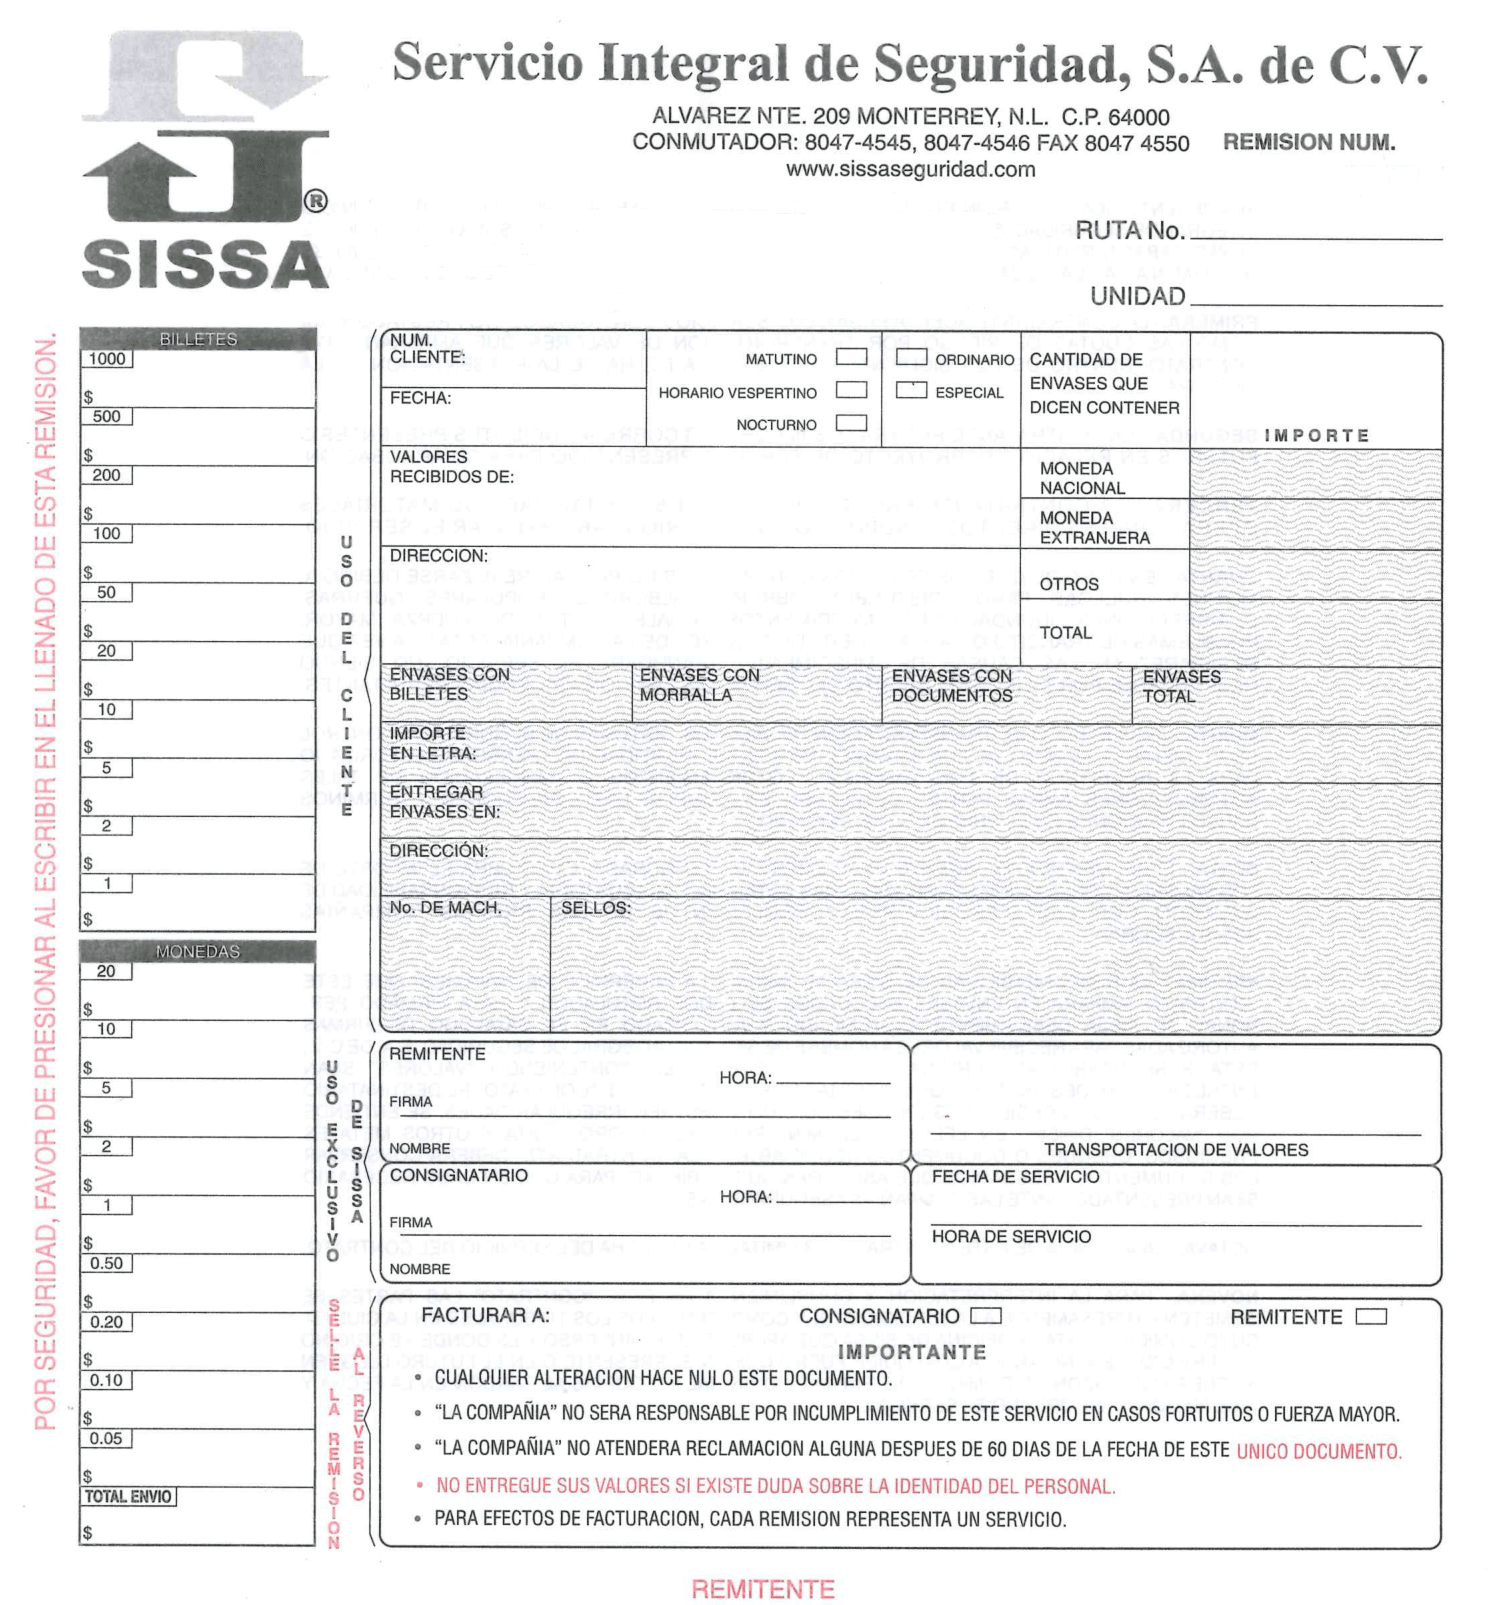 Servicio Integral de Seguridad, S.A. de C.V.
ALVAREZ NTE. 209 MONTERREY, N.L. C.P. 64000
CONMUTADOR: 8047-4545, 8047-4546 FAX 8047 4550
REMISION NUM.
www.sissaseguridad.com
®
SISSA
RUTA No.
UNIDAD
POR SEGURIDAD, FAVOR DE PRESIONAR AL ESCRIBIR EN EL LLENADO DE ESTA REMISION.
BILLETES
1000
$
500
$
200
$
100
$
50
$
20
$
10
$
5
$
2
$
1
$
MONEDAS
20
$
10
$
5
$
2
$
1
$
0.50
$
0.20
$
0.10
$
0.05
$
TOTAL ENVIO
$
USO DEL CLIENTE
NUM.
CLIENTE:
FECHA:
MATUTINO
HORARIO VESPERTINO
NOCTURNO
ORDINARIO
ESPECIAL
CANTIDAD DE
ENVASES QUE
DICEN CONTENER
IMPORTE
VALORES
RECIBIDOS DE:
MONEDA
NACIONAL
MONEDA
EXTRANJERA
DIRECCION:
OTROS
TOTAL
ENVASES CON
BILLETES
ENVASES CON
MORRALLA
ENVASES CON
DOCUMENTOS
ENVASES
TOTAL
IMPORTE
EN LETRA:
ENTREGAR
ENVASES EN:
DIRECCIÓN:
No. DE MACH.
SELLOS:
USO EXCLUSIVO
DE SISSA
REMITENTE
HORA:
FIRMA
NOMBRE
TRANSPORTACION DE VALORES
CONSIGNATARIO
HORA:
FIRMA
NOMBRE
FECHA DE SERVICIO
HORA DE SERVICIO
SELLE LA REMISION
AL REVERSO
FACTURAR A:
CONSIGNATARIO
REMITENTE
IMPORTANTE
• CUALQUIER ALTERACION HACE NULO ESTE DOCUMENTO.
• “LA COMPAÑIA” NO SERA RESPONSABLE POR INCUMPLIMIENTO DE ESTE SERVICIO EN CASOS FORTUITOS O FUERZA MAYOR.
• “LA COMPAÑIA” NO ATENDERA RECLAMACION ALGUNA DESPUES DE 60 DIAS DE LA FECHA DE ESTE UNICO DOCUMENTO.
• NO ENTREGUE SUS VALORES SI EXISTE DUDA SOBRE LA IDENTIDAD DEL PERSONAL.
• PARA EFECTOS DE FACTURACION, CADA REMISION REPRESENTA UN SERVICIO.
REMITENTE